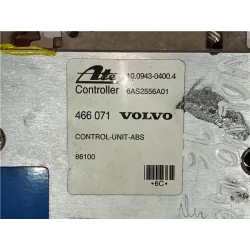 Ate 10.0943-0400.4
Controller 6AS2556A01
466 071 VOLVO
CONTROL-UNIT-ABS
86100
*6C*